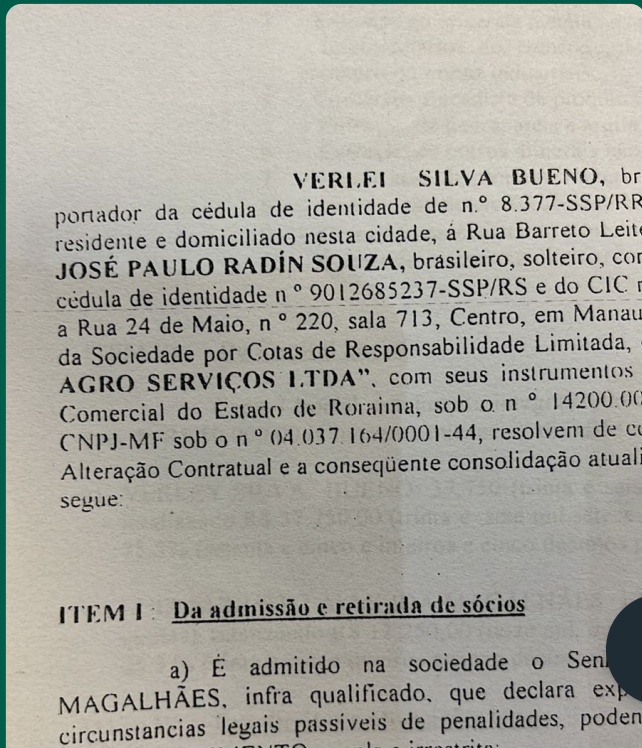 VERLEI SILVA BUENO, br
portador da cédula de identidade de n.º 8.377-SSP/RR
residente e domiciliado nesta cidade, á Rua Barreto Leite
JOSÉ PAULO RADÍN SOUZA, brasileiro, solteiro, cor
cédula de identidade n º 9012685237-SSP/RS e do CIC
a Rua 24 de Maio, n º 220, sala 713, Centro, em Manau
da Sociedade por Cotas de Responsabilidade Limitada,
AGRO SERVIÇOS LTDA”, com seus instrumentos
Comercial do Estado de Roraima, sob o n º 14200.00
CNPJ-MF sob o n º 04.037.164/0001-44, resolvem de co
Alteração Contratual e a conseqüente consolidação atuali
segue:
ITEM I : Da admissão e retirada de sócios
a) É admitido na sociedade o Sen
MAGALHÃES, infra qualificado, que declara exp
circunstancias legais passiveis de penalidades, poden